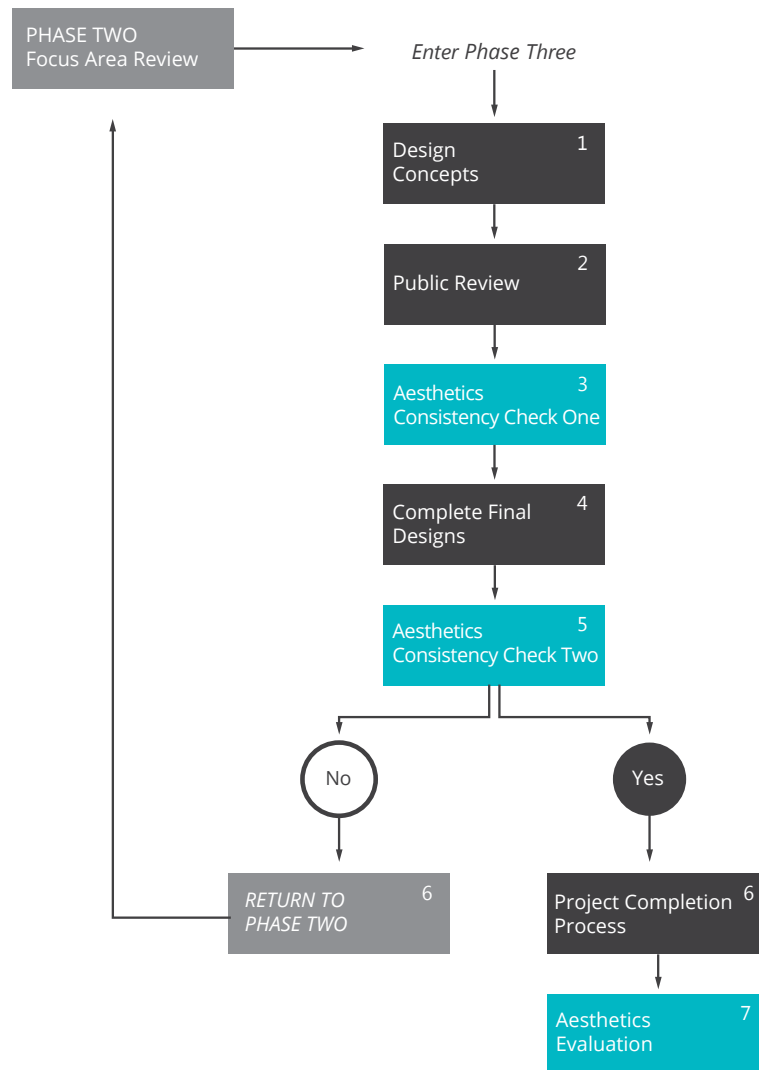 PHASE TWO
Focus Area Review
Enter Phase Three
1
Design
Concepts
2
Public Review
3
Aesthetics
Consistency Check One
4
Complete Final
Designs
5
Aesthetics
Consistency Check Two
No
Yes
RETURN TO 6
PHASE TWO
Project Completion 6
Process
7
Aesthetics
Evaluation